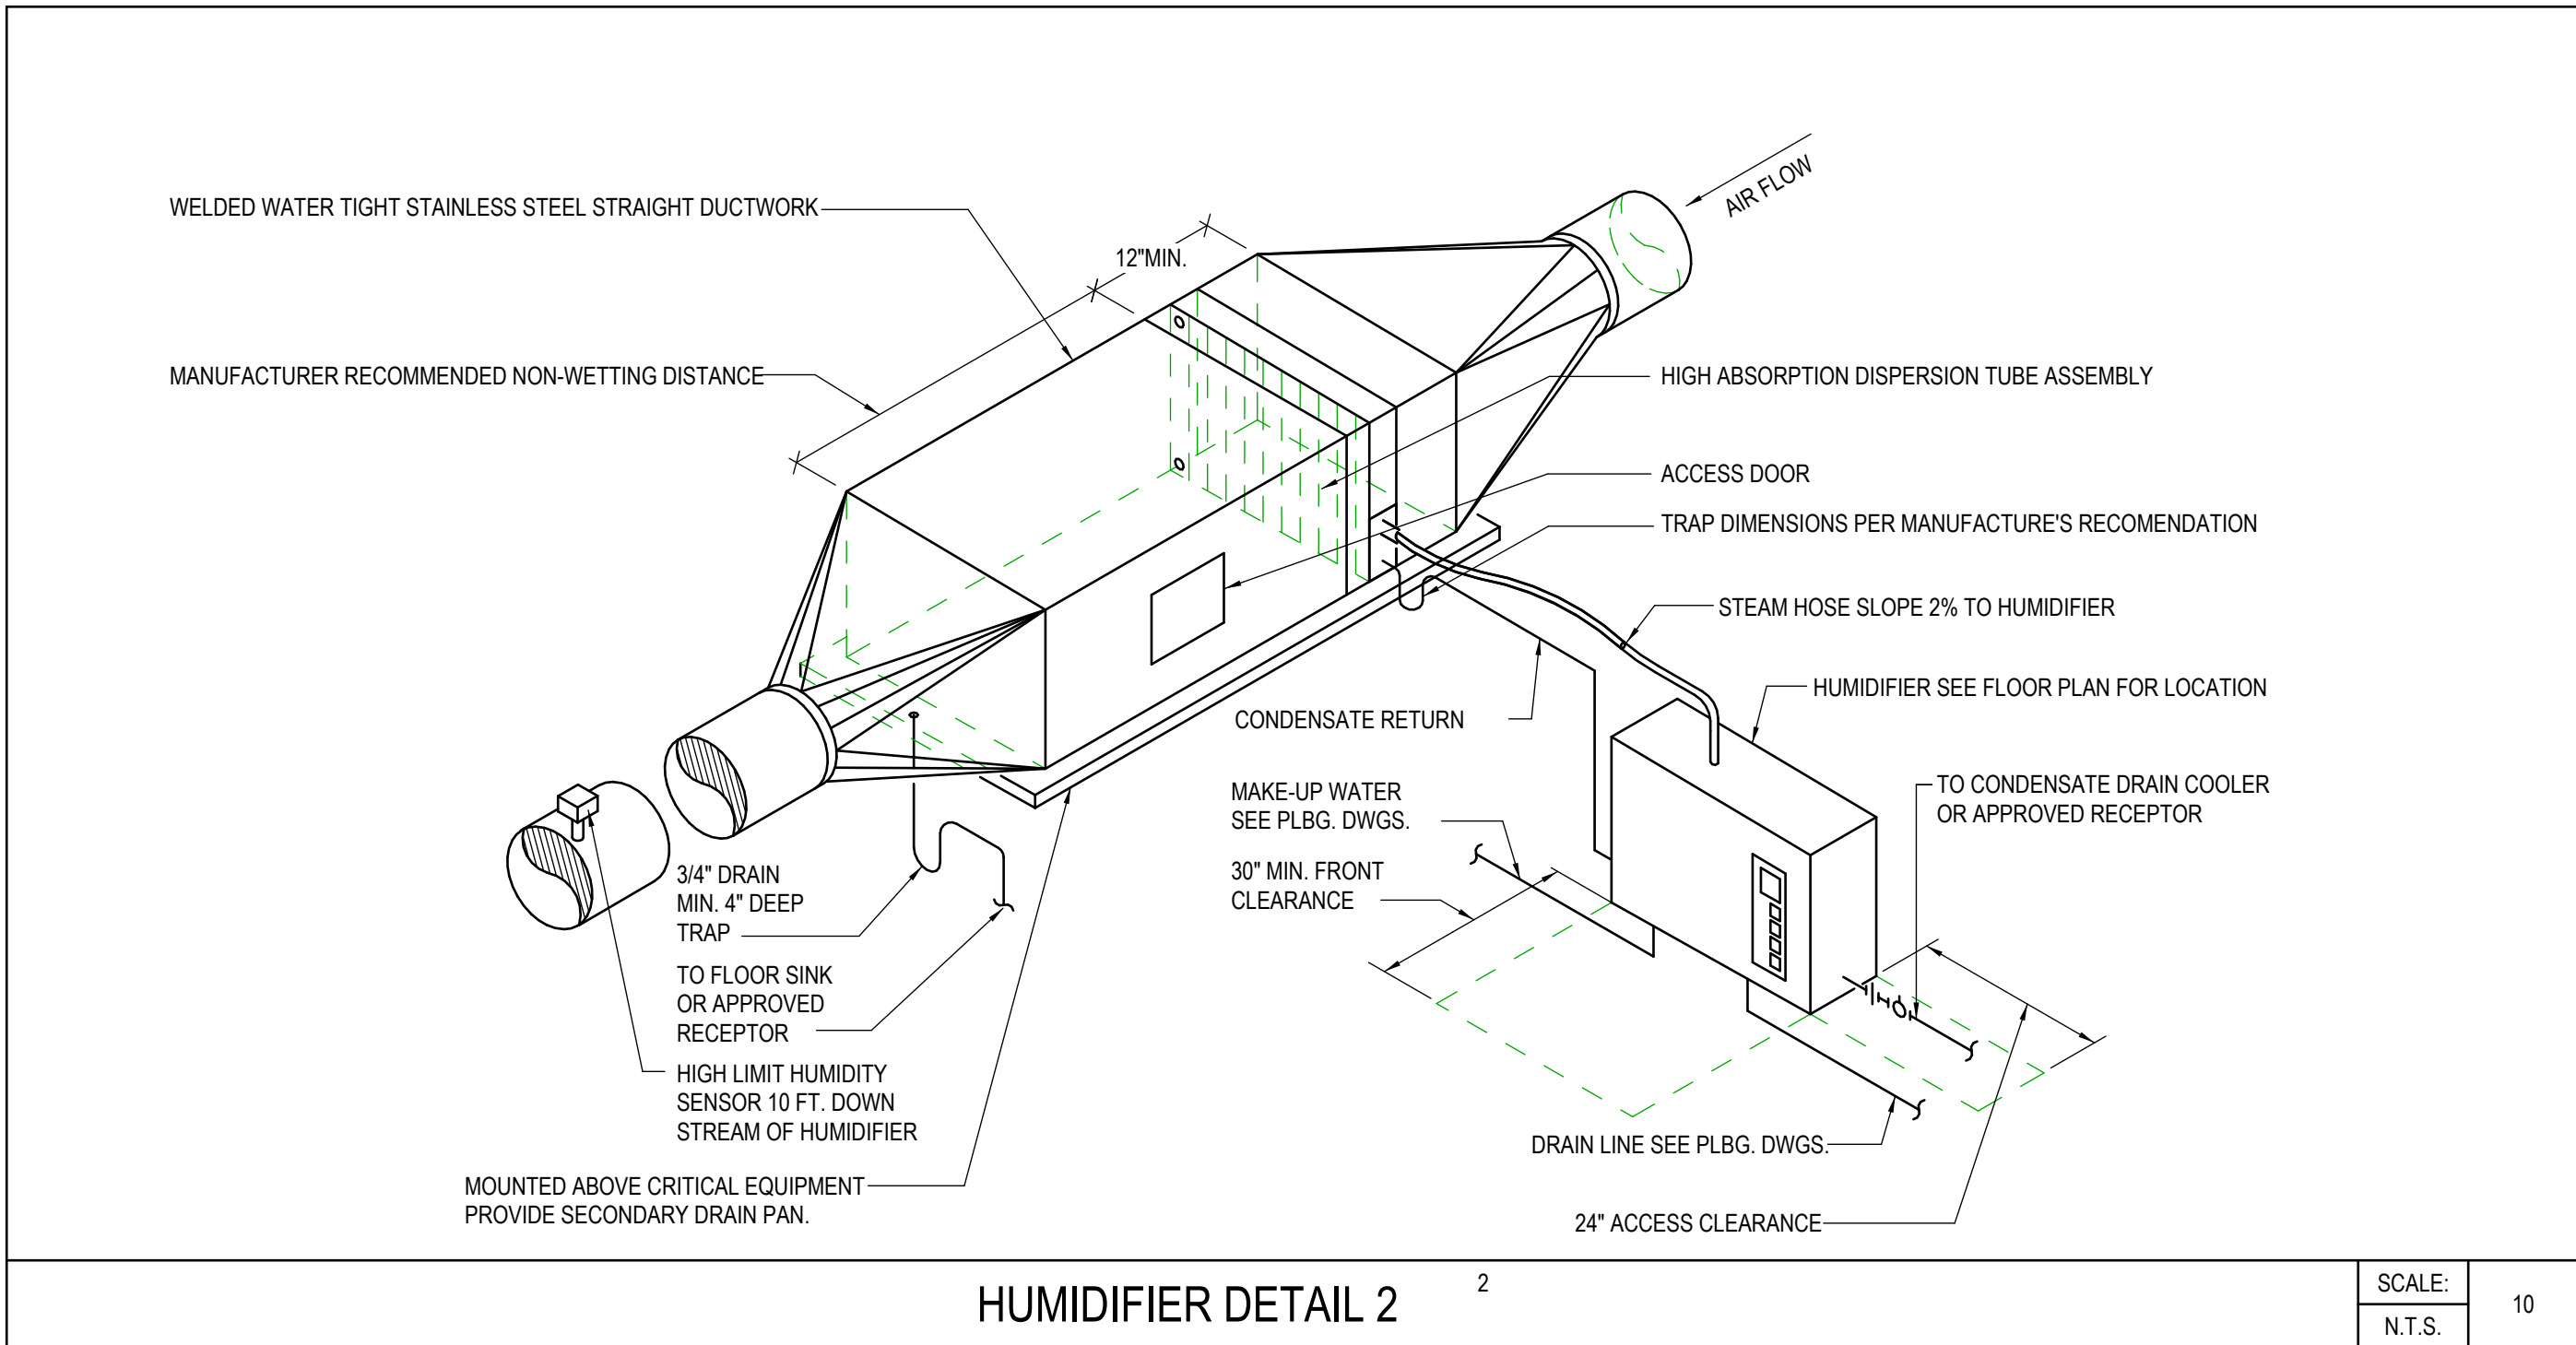 AIR FLOW
WELDED WATER TIGHT STAINLESS STEEL STRAIGHT DUCTWORK
12"MIN.
MANUFACTURER RECOMMENDED NON-WETTING DISTANCE
HIGH ABSORPTION DISPERSION TUBE ASSEMBLY
ACCESS DOOR
TRAP DIMENSIONS PER MANUFACTURE'S RECOMENDATION
STEAM HOSE SLOPE 2% TO HUMIDIFIER
HUMIDIFIER SEE FLOOR PLAN FOR LOCATION
CONDENSATE RETURN
TO CONDENSATE DRAIN COOLER
OR APPROVED RECEPTOR
MAKE-UP WATER
SEE PLBG. DWGS.
30" MIN. FRONT
CLEARANCE
3/4" DRAIN
MIN. 4" DEEP
TRAP
TO FLOOR SINK
OR APPROVED
RECEPTOR
HIGH LIMIT HUMIDITY
SENSOR 10 FT. DOWN
STREAM OF HUMIDIFIER
DRAIN LINE SEE PLBG. DWGS.
MOUNTED ABOVE CRITICAL EQUIPMENT
PROVIDE SECONDARY DRAIN PAN.
24" ACCESS CLEARANCE
HUMIDIFIER DETAIL 2
2
SCALE:
N.T.S.
10